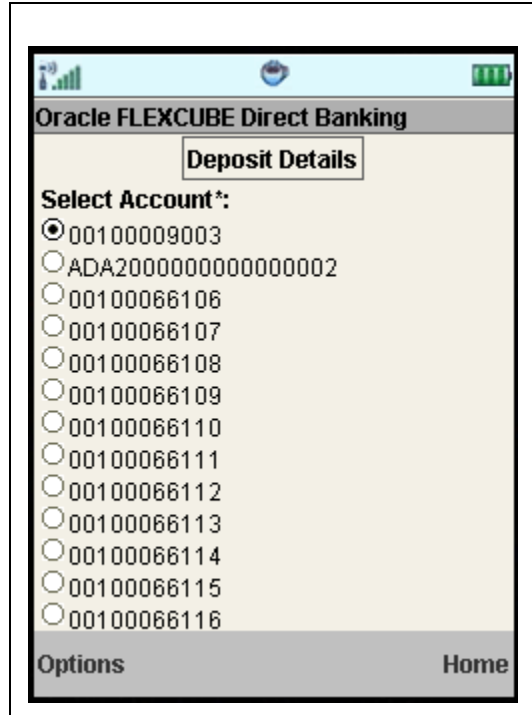 Oracle FLEXCUBE Direct Banking
Deposit Details
Select Account*:
00100009003
ADA2000000000000002
00100066106
00100066107
00100066108
00100066109
00100066110
00100066111
00100066112
00100066113
00100066114
00100066115
00100066116
Options Home